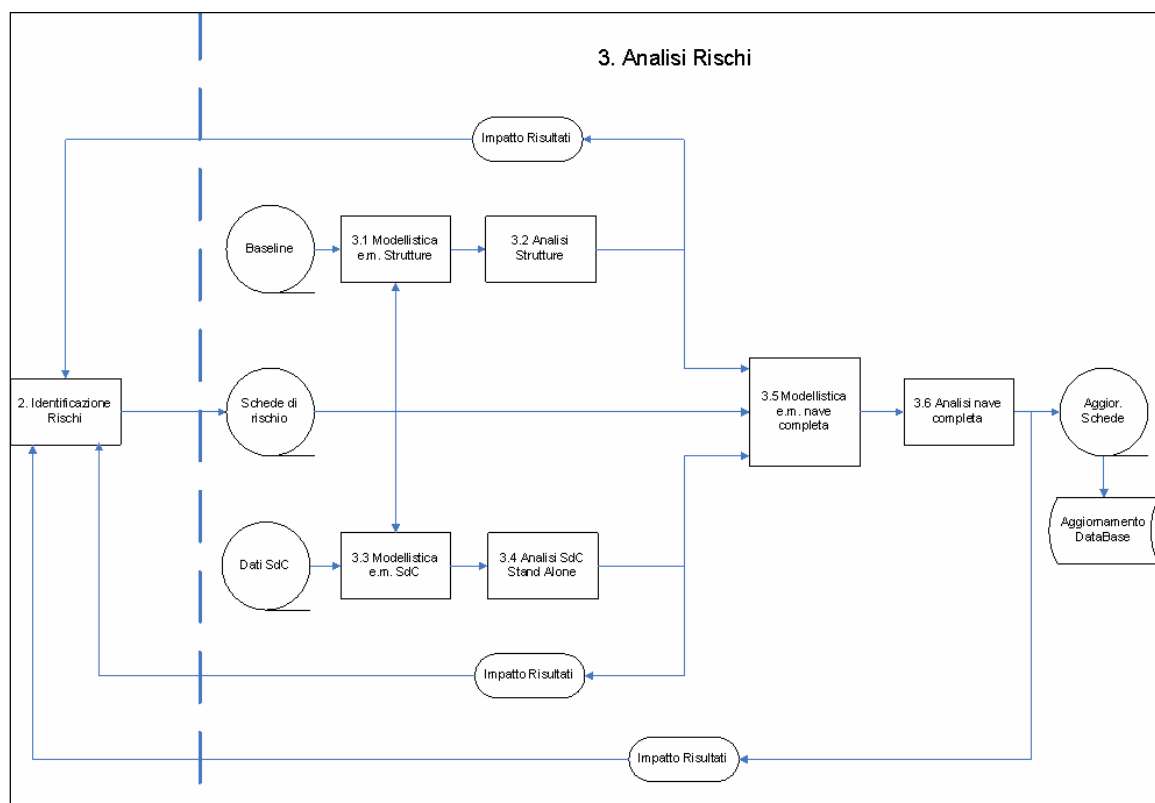 3. Analisi Rischi
Impatto Risultati
Baseline
3.1 Modellistica
e.m. Strutture
3.2 Analisi
Strutture
2. Identificazione
Rischi
Schede di
rischio
3.5 Modellistica
e.m. nave
completa
3.6 Analisi nave
completa
Aggior.
Schede
Aggiornamento
DataBase
Dati SdC
3.3 Modellistica
e.m. SdC
3.4 Analisi SdC
Stand Alone
Impatto Risultati
Impatto Risultati